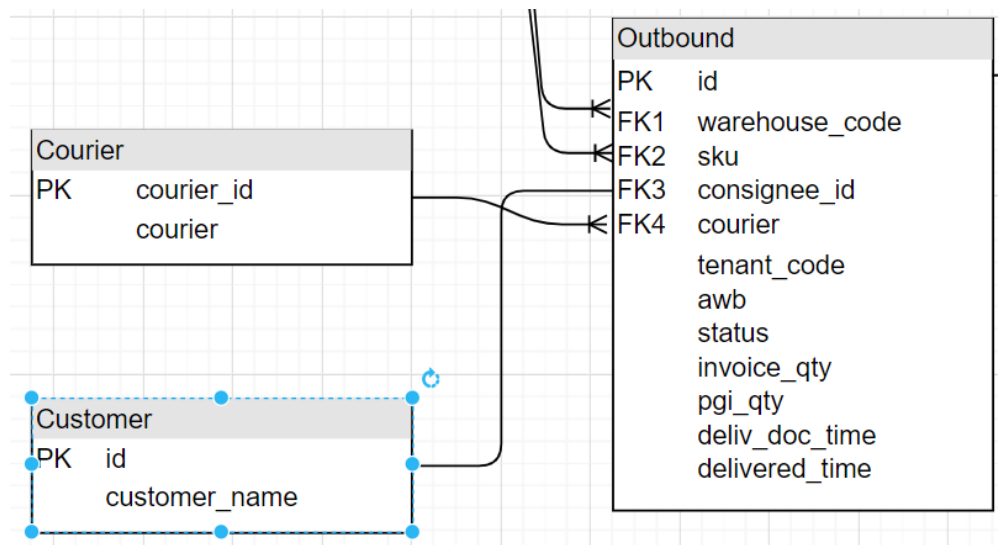 Outbound
PK id
FK1 warehouse_code
FK2 sku
FK3 consignee_id
FK4 courier
tenant_code
awb
status
invoice_qty
pgi_qty
deliv_doc_time
delivered_time
Courier
PK courier_id
courier
Customer
PK id
customer_name